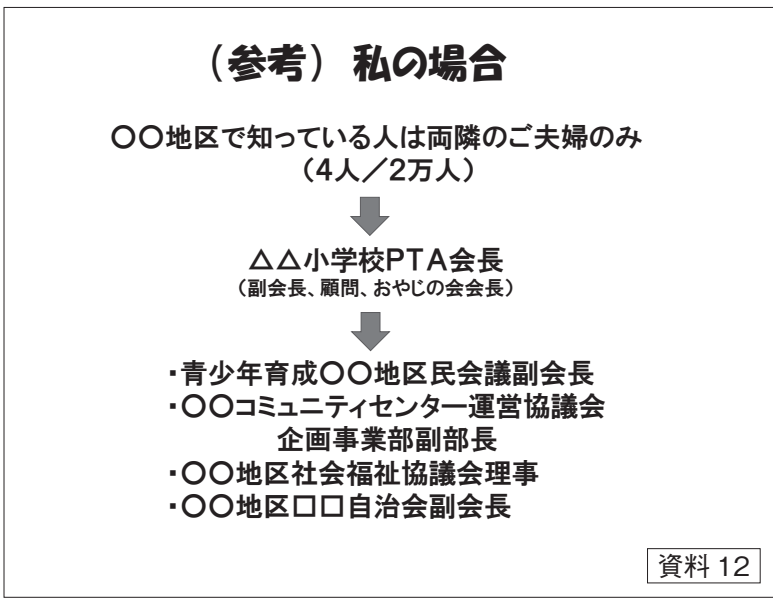 （参考）私の場合
〇〇地区で知っている人は両隣のご夫婦のみ
（4人／2万人）
△△小学校PTA会長
（副会長、顧問、おやじの会会長）
・青少年育成〇〇地区民会議副会長
・〇〇コミュニティセンター運営協議会
企画事業部副部長
・〇〇地区社会福祉協議会理事
・〇〇地区□□自治会副会長
資料 12